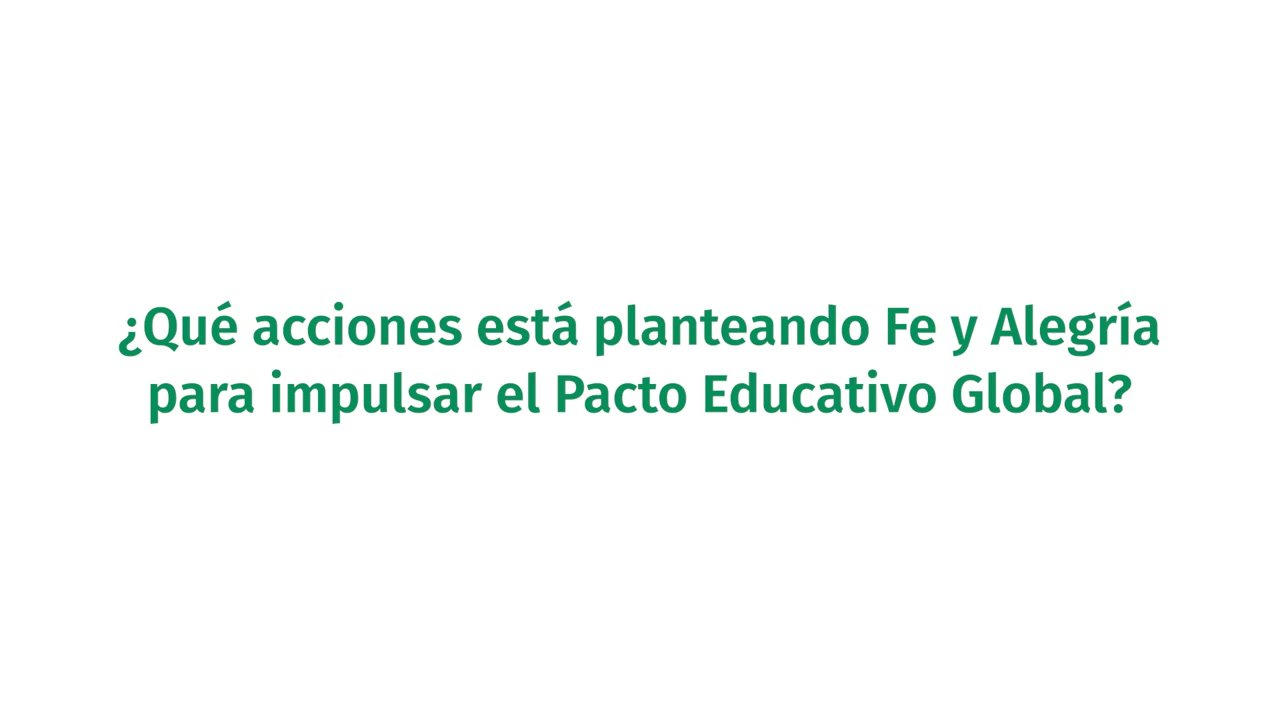 ¿Qué acciones está planteando Fe y Alegría
para impulsar el Pacto Educativo Global?